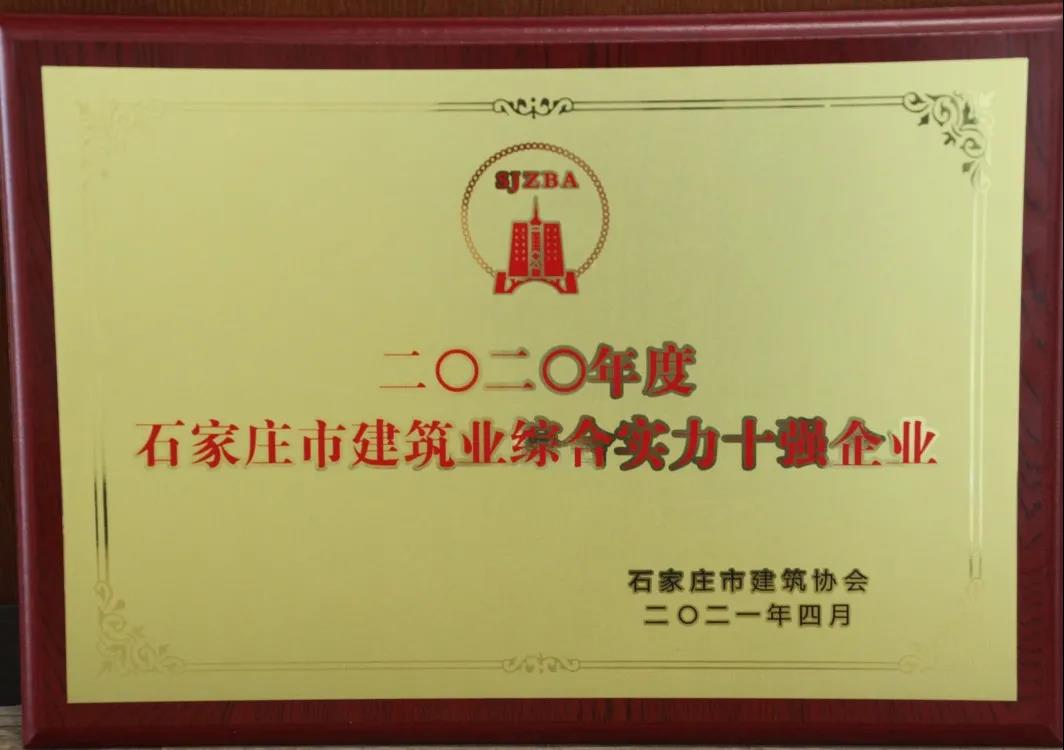 SJZBA
二〇二〇年度
石家庄市建筑业综合实力十强企业
石家庄市建筑协会
二〇二一年四月